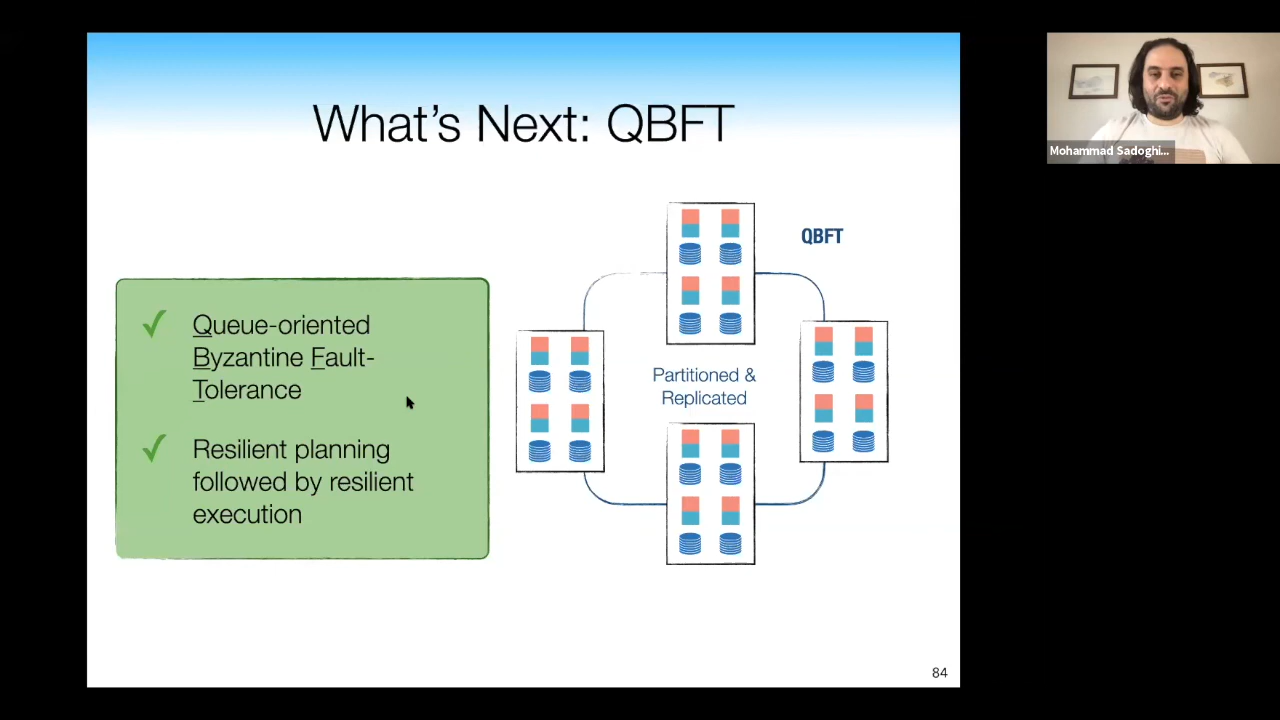 What's Next: QBFT
Mohammad Sadoghi...
QBFT
Queue-oriented
Byzantine Fault-
Tolerance
Resilient planning
followed by resilient
execution
Partitioned &
Replicated
84